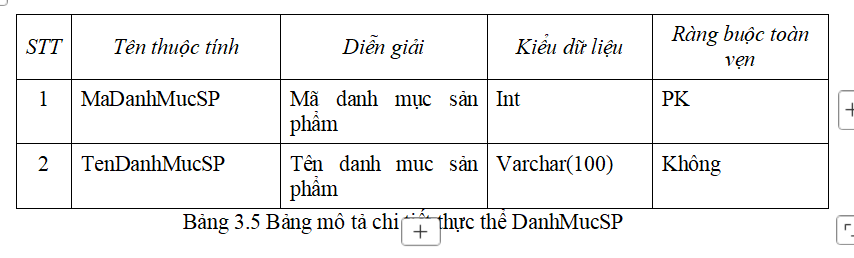 STT Tên thuộc tính Diễn giải Kiểu dữ liệu Ràng buộc toàn
vẹn
1 MaDanhMucSP Mã danh mục sản Int PK
phẩm
2 TenDanhMucSP Tên danh muc sản Varchar(100) Không
phẩm
Bảng 3.5 Bảng mô tả chi tiết thực thể DanhMucSP